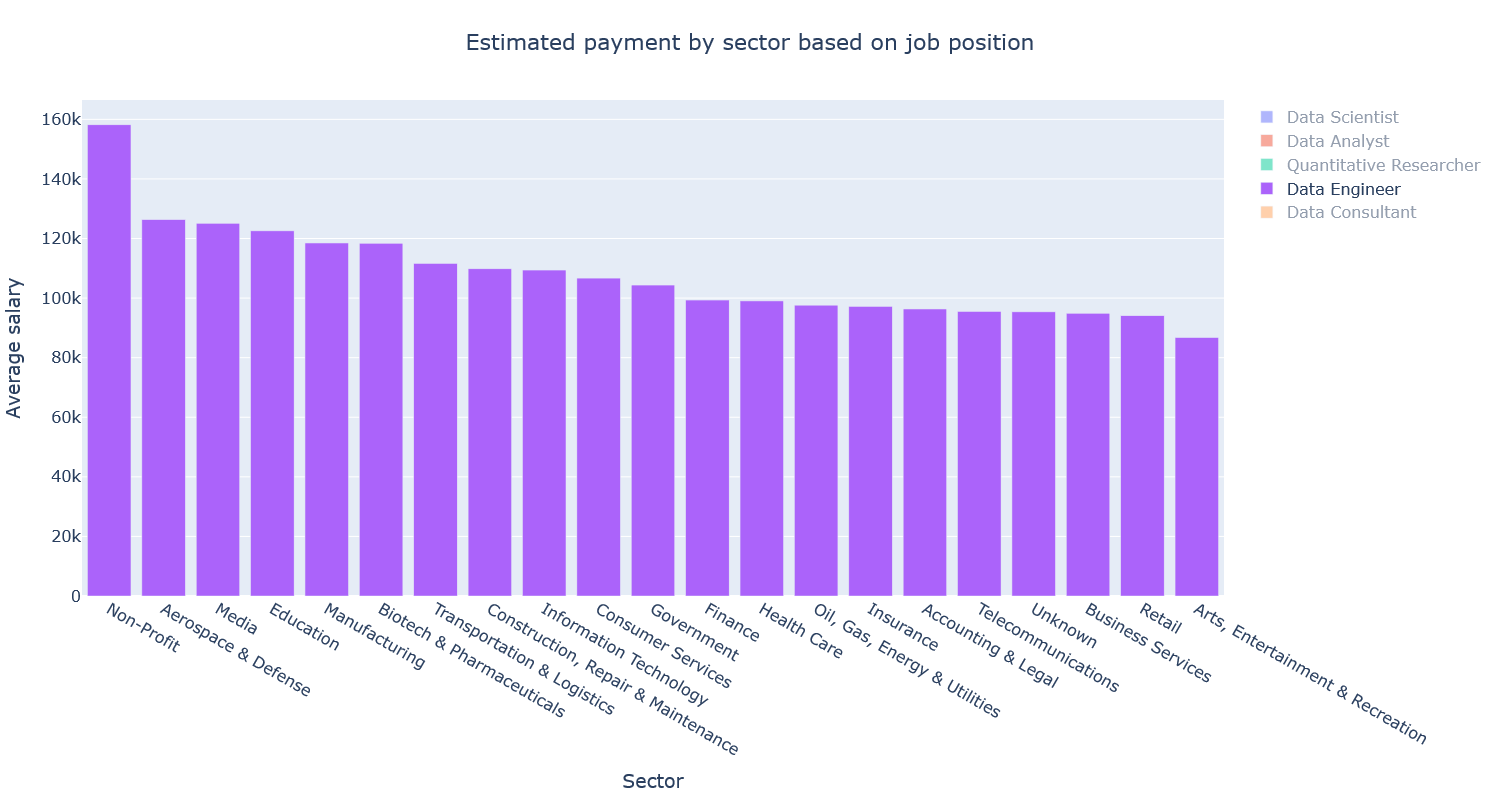 Estimated payment by sector based on job position
Data Scientist
Data Analyst
Quantitative Researcher
Data Engineer
Data Consultant
160k
140k
120k
100k
80k
60k
40k
20k
0
Average salary
Non-Profit
Aerospace & Defense
Media
Education
Manufacturing
Biotech & Pharmaceuticals
Transportation & Logistics
Construction, Repair & Maintenance
Information Technology
Consumer Services
Government
Finance
Health Care
Oil, Gas, Energy & Utilities
Insurance
Accounting & Legal
Telecommunications
Unknown
Business Services
Retail
Arts, Entertainment & Recreation
Sector